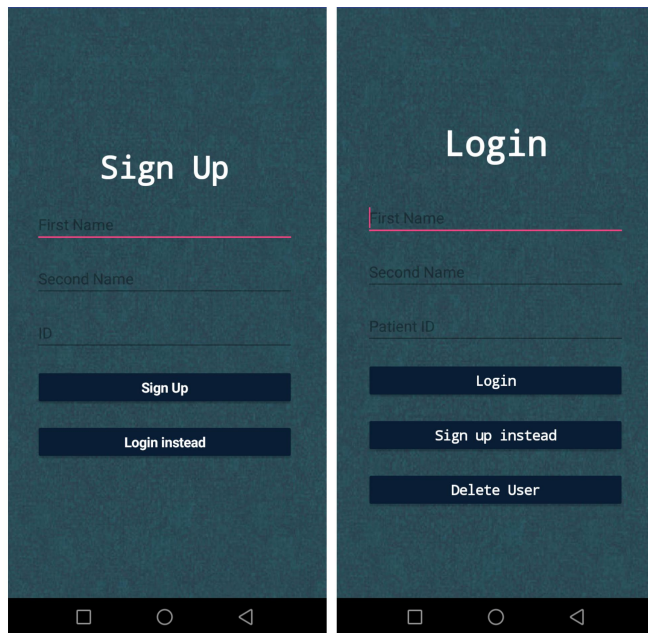 Sign Up
First Name
Second Name
ID
Sign Up
Login instead
Login
First Name
Second Name
Patient ID
Login
Sign up instead
Delete User